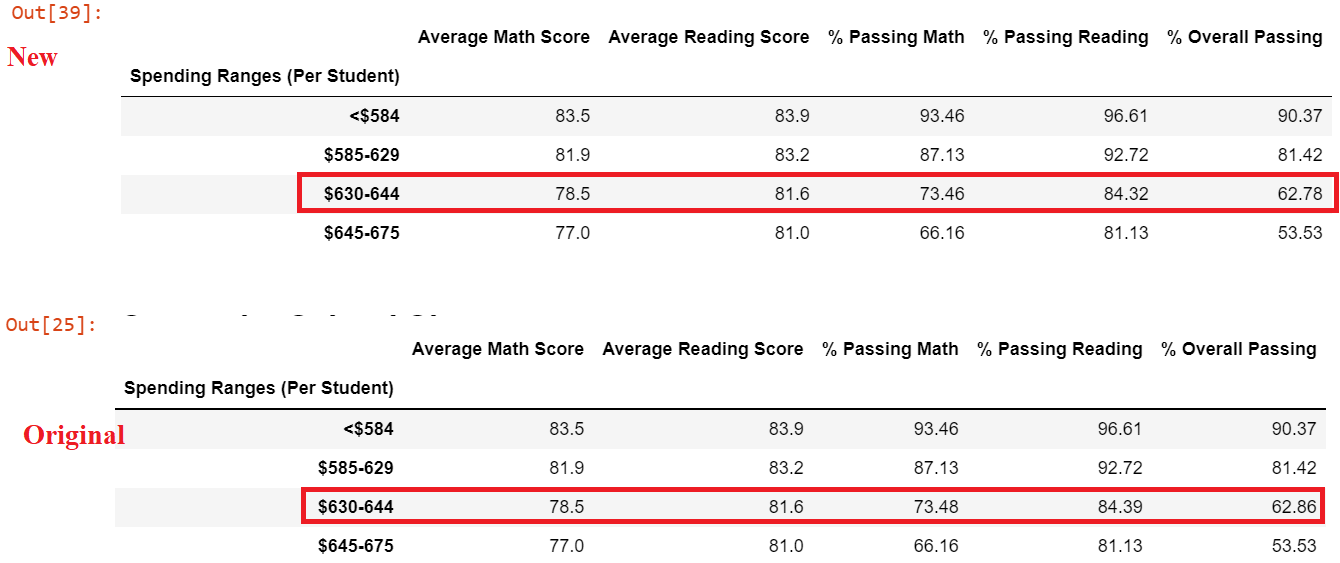 Out[39]:
New
Average Math Score Average Reading Score % Passing Math % Passing Reading % Overall Passing
Spending Ranges (Per Student)
<$584 83.5 83.9 93.46 96.61 90.37
$585-629 81.9 83.2 87.13 92.72 81.42
$630-644 78.5 81.6 73.46 84.32 62.78
$645-675 77.0 81.0 66.16 81.13 53.53
Out[25]:
Average Math Score Average Reading Score % Passing Math % Passing Reading % Overall Passing
Spending Ranges (Per Student)
Original
<$584 83.5 83.9 93.46 96.61 90.37
$585-629 81.9 83.2 87.13 92.72 81.42
$630-644 78.5 81.6 73.48 84.39 62.86
$645-675 77.0 81.0 66.16 81.13 53.53